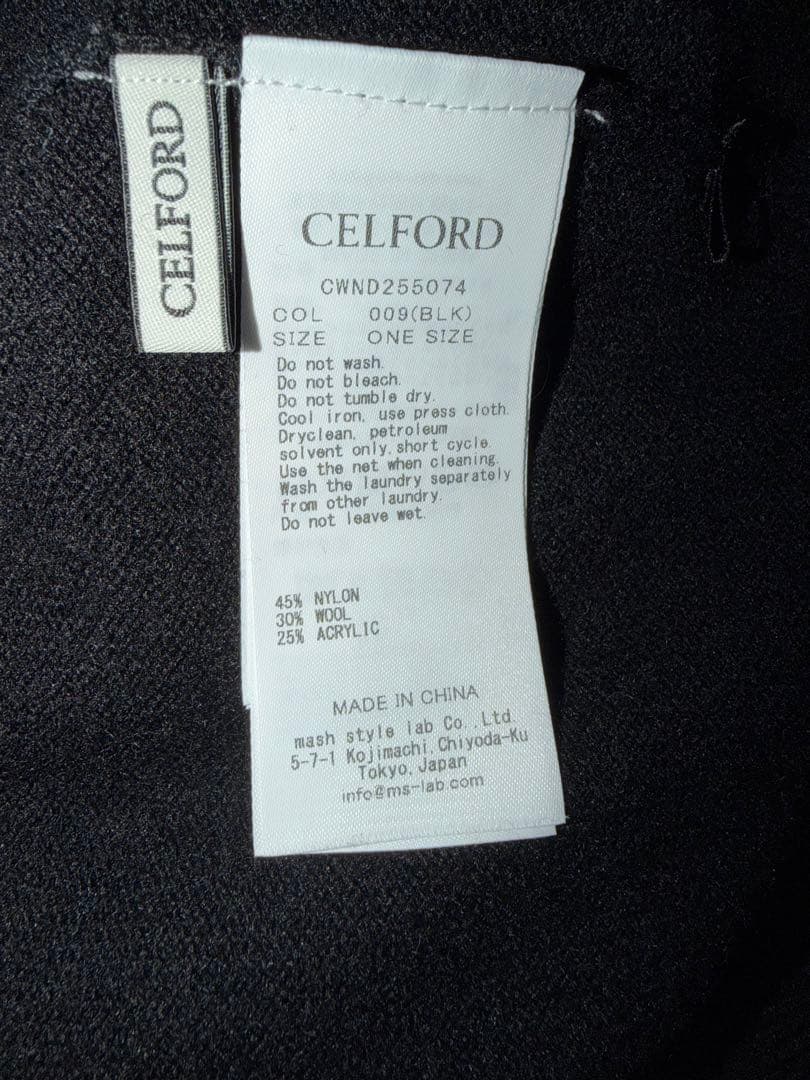 CELFORD
CELFORD
CWND255074
COL 009(BLK)
SIZE ONE SIZE
Do not wash.
Do not bleach.
Do not tumble dry.
Cool iron, use press cloth.
Dryclean, petroleum
solvent only, short cycle.
Use the net when cleaning.
Wash the laundry separately
from other laundry.
Do not leave wet.
45% NYLON
30% WOOL
25% ACRYLIC
MADE IN CHINA
mash style lab Co.,Ltd.
5-7-1 Kojimachi,Chiyoda-Ku
Tokyo,Japan
info@ms-lab.com